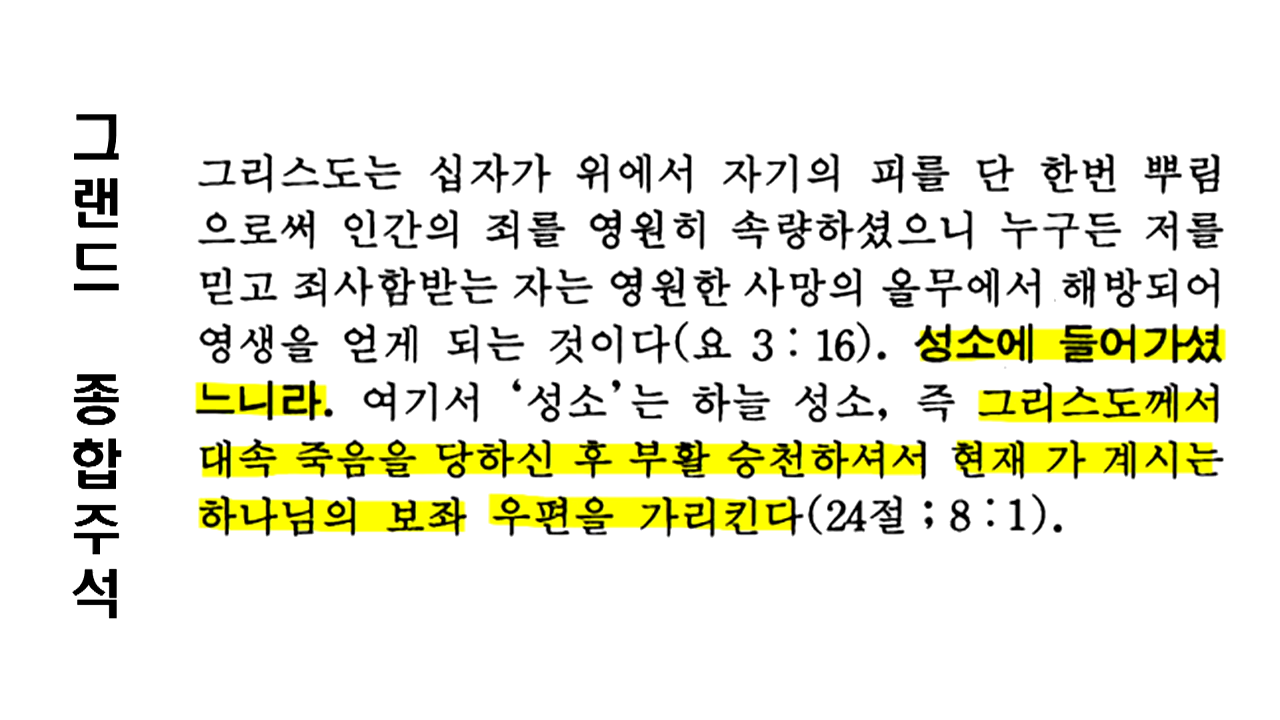 그랜드 종합주석
그리스도는 십자가 위에서 자기의 피를 단 한번 뿌림
으로써 인간의 죄를 영원히 속량하셨으니 누구든 저를
믿고 죄사함받는 자는 영원한 사망의 올무에서 해방되어
영생을 얻게 되는 것이다(요 3 : 16). 성소에 들어가셨
느니라. 여기서 ‘성소’는 하늘 성소, 즉 그리스도께서
대속 죽음을 당하신 후 부활 승천하셔서 현재 가 계시는
하나님의 보좌 우편을 가리킨다(24절 ; 8 : 1).